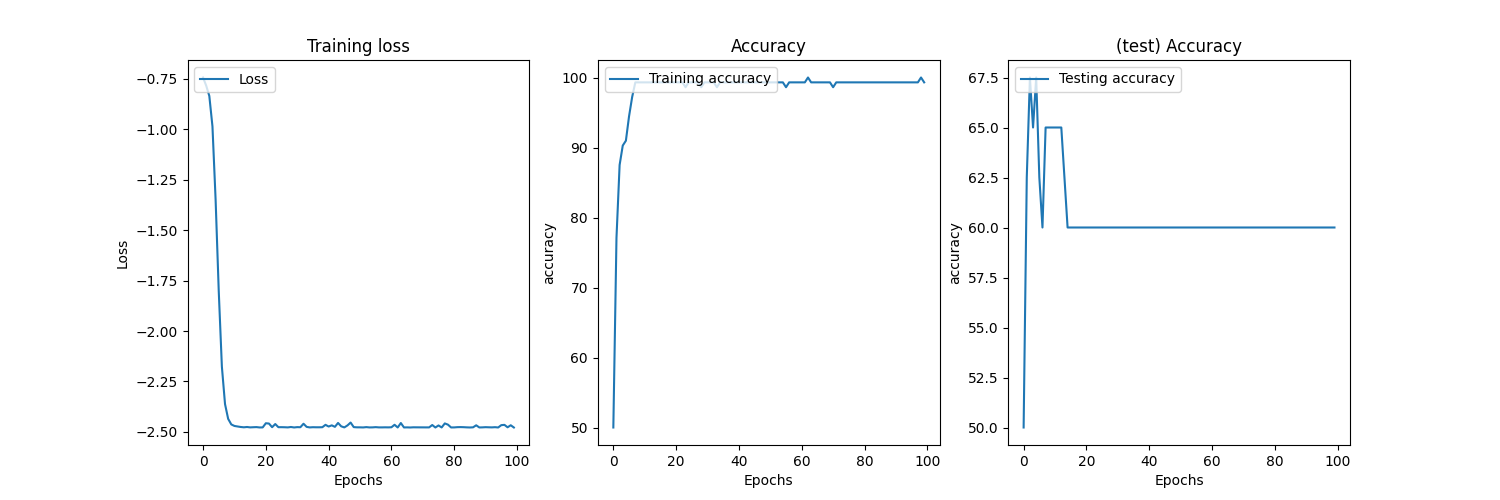 Training loss
Loss
−0.75
−1.00
−1.25
−1.50
−1.75
−2.00
−2.25
−2.50
Loss
0 20 40 60 80 100
Epochs
Accuracy
Training accuracy
100
90
80
70
60
50
accuracy
0 20 40 60 80 100
Epochs
(test) Accuracy
Testing accuracy
67.5
65.0
62.5
60.0
57.5
55.0
52.5
50.0
accuracy
0 20 40 60 80 100
Epochs